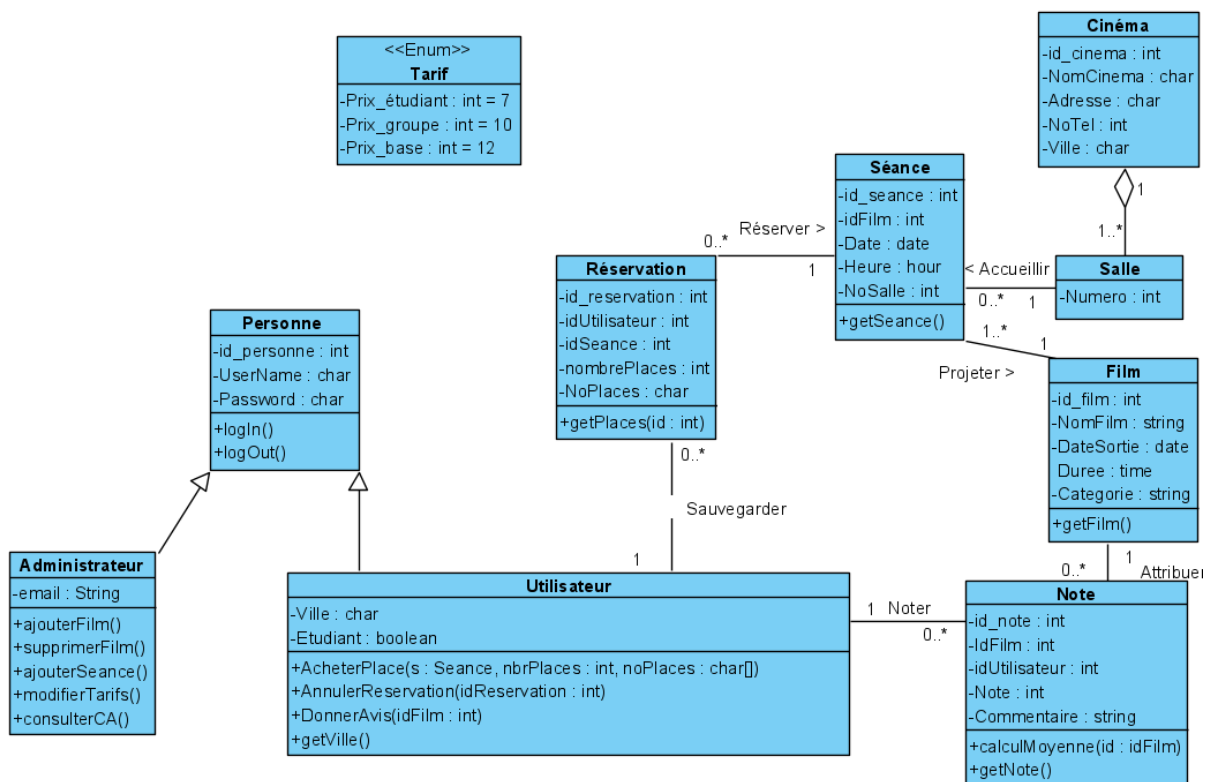 <<Enum>>
Tarif
-Prix_étudiant : int = 7
-Prix_groupe : int = 10
-Prix_base : int = 12
Cinéma
-id_cinema : int
-NomCinema : char
-Adresse : char
-NoTel : int
-Ville : char
1
1..*
Séance
-id_seance : int
-idFilm : int
-Date : date
-Heure : hour
-NoSalle : int
+getSeance()
Réserver >
0..*
1
< Accueillir
0..*
1
Salle
-Numero : int
Réservation
-id_reservation : int
-idUtilisateur : int
-idSeance : int
-nombrePlaces : int
-NoPlaces : char
+getPlaces(id : int)
1..*
1
Projeter >
Personne
-id_personne : int
-UserName : char
-Password : char
+logIn()
+logOut()
Film
-id_film : int
-NomFilm : string
-DateSortie : date
Duree : time
-Categorie : string
+getFilm()
0..*
Sauvegarder
1
Administrateur
-email : String
+ajouterFilm()
+supprimerFilm()
+ajouterSeance()
+modifierTarifs()
+consulterCA()
Utilisateur
-Ville : char
-Etudiant : boolean
+AcheterPlace(s : Seance, nbrPlaces : int, noPlaces : char[])
+AnnulerReservation(idReservation : int)
+DonnerAvis(idFilm : int)
+getVille()
1 Noter
0..*
0..*
1
Attribuer
Note
-id_note : int
-IdFilm : int
-idUtilisateur : int
-Note : int
-Commentaire : string
+calculMoyenne(id : idFilm)
+getNote()